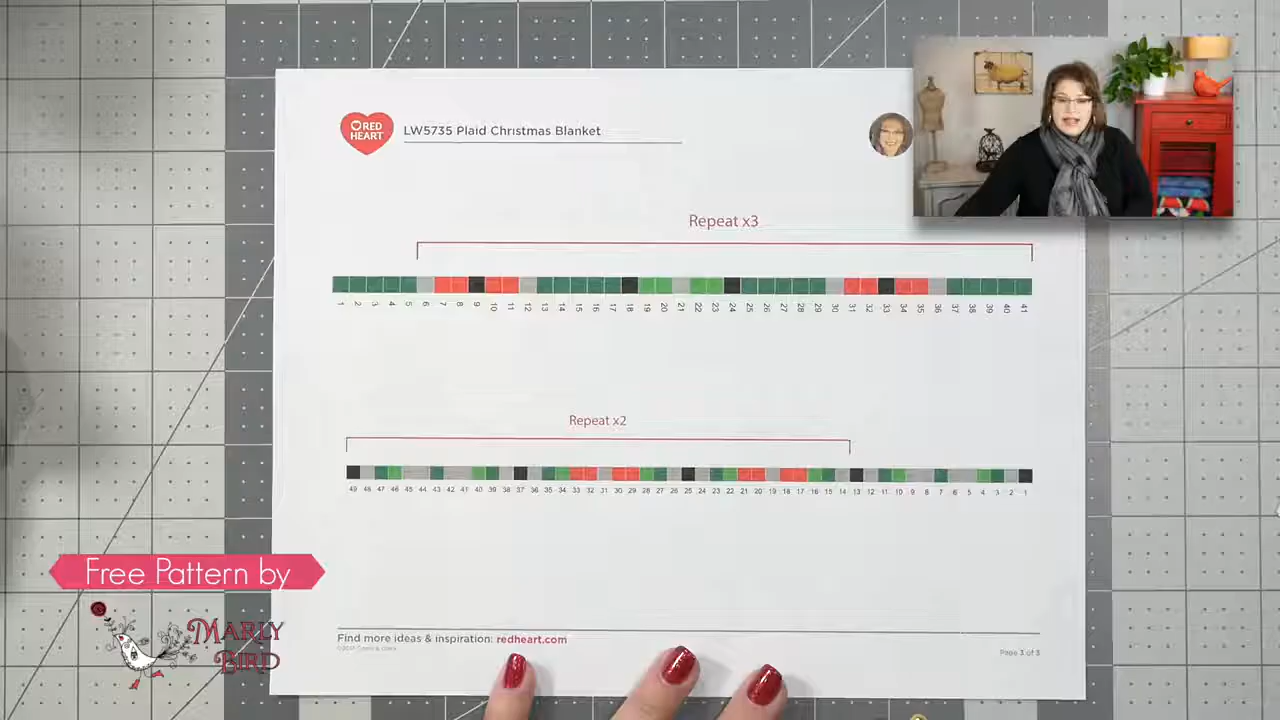 RED
HEART
LW5735 Plaid Christmas Blanket
Repeat x3
1 2 3 4 5 6 7 8 9 10 11 12 13 14 15 16 17 18 19 20 21 22 23 24 25 26 27 28 29 30 31 32 33 34 35 36 37 38 39 40 41
Repeat x2
49 48 47 46 45 44 43 42 41 40 39 38 37 36 35 34 33 32 31 30 29 28 27 26 25 24 23 22 21 20 19 18 17 16 15 14 13 12 11 10 9 8 7 6 5 4 3 2 1
Free Pattern by
MARLY
BIRD
Find more ideas & inspiration: redheart.com
Page 3 of 3